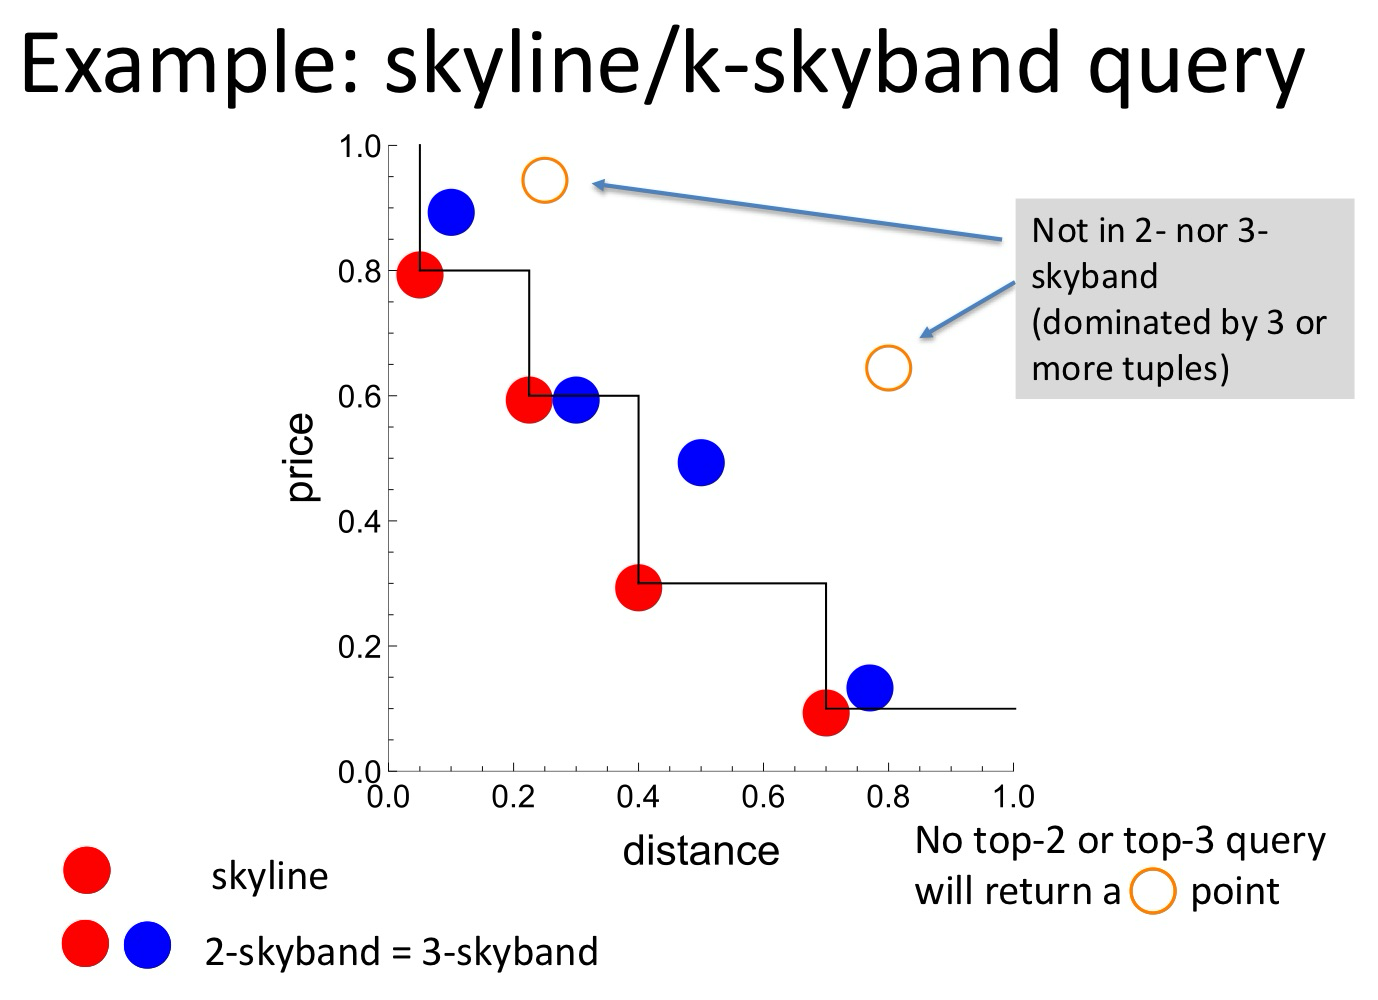 Example: skyline/k-skyband query
1.0
0.8
0.6
0.4
0.2
0.0
price
0.0 0.2 0.4 0.6 0.8 1.0
distance
Not in 2- nor 3-
skyband
(dominated by 3 or
more tuples)
No top-2 or top-3 query
will return a point
skyline
2-skyband = 3-skyband